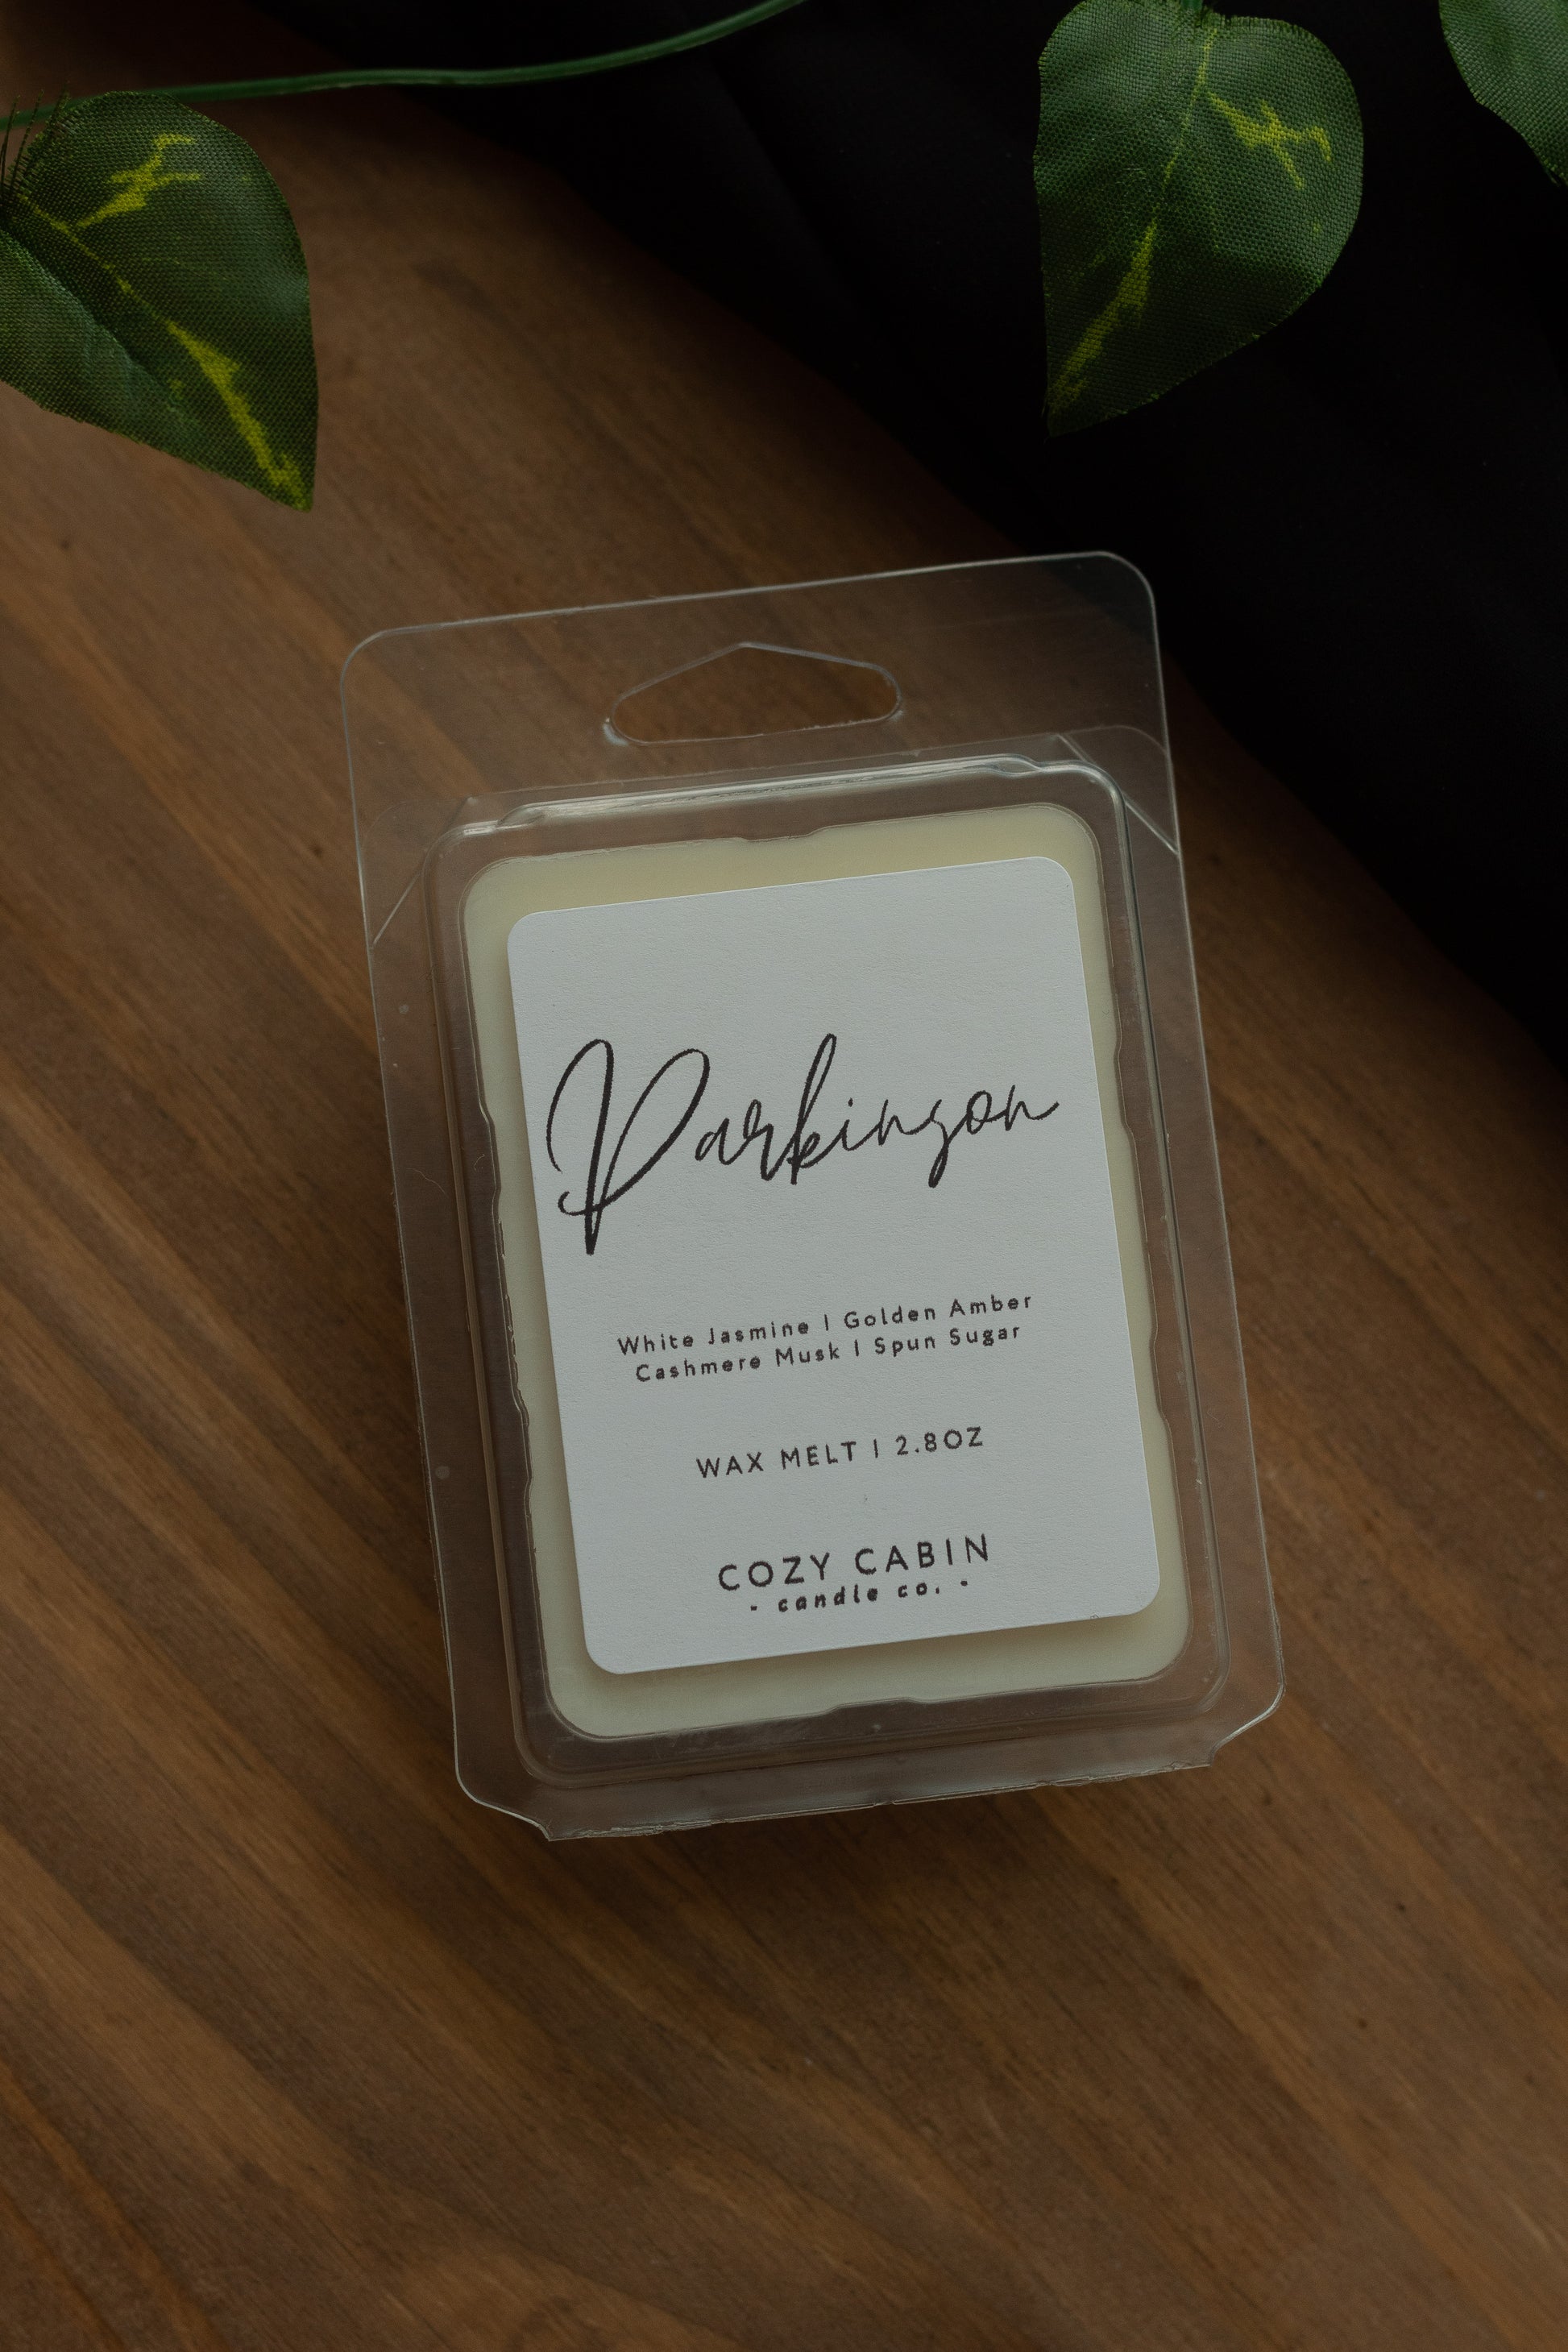 Parkinson
White Jasmine | Golden Amber
Cashmere Musk | Spun Sugar
WAX MELT | 2.8OZ
COZY CABIN
- candle co. -